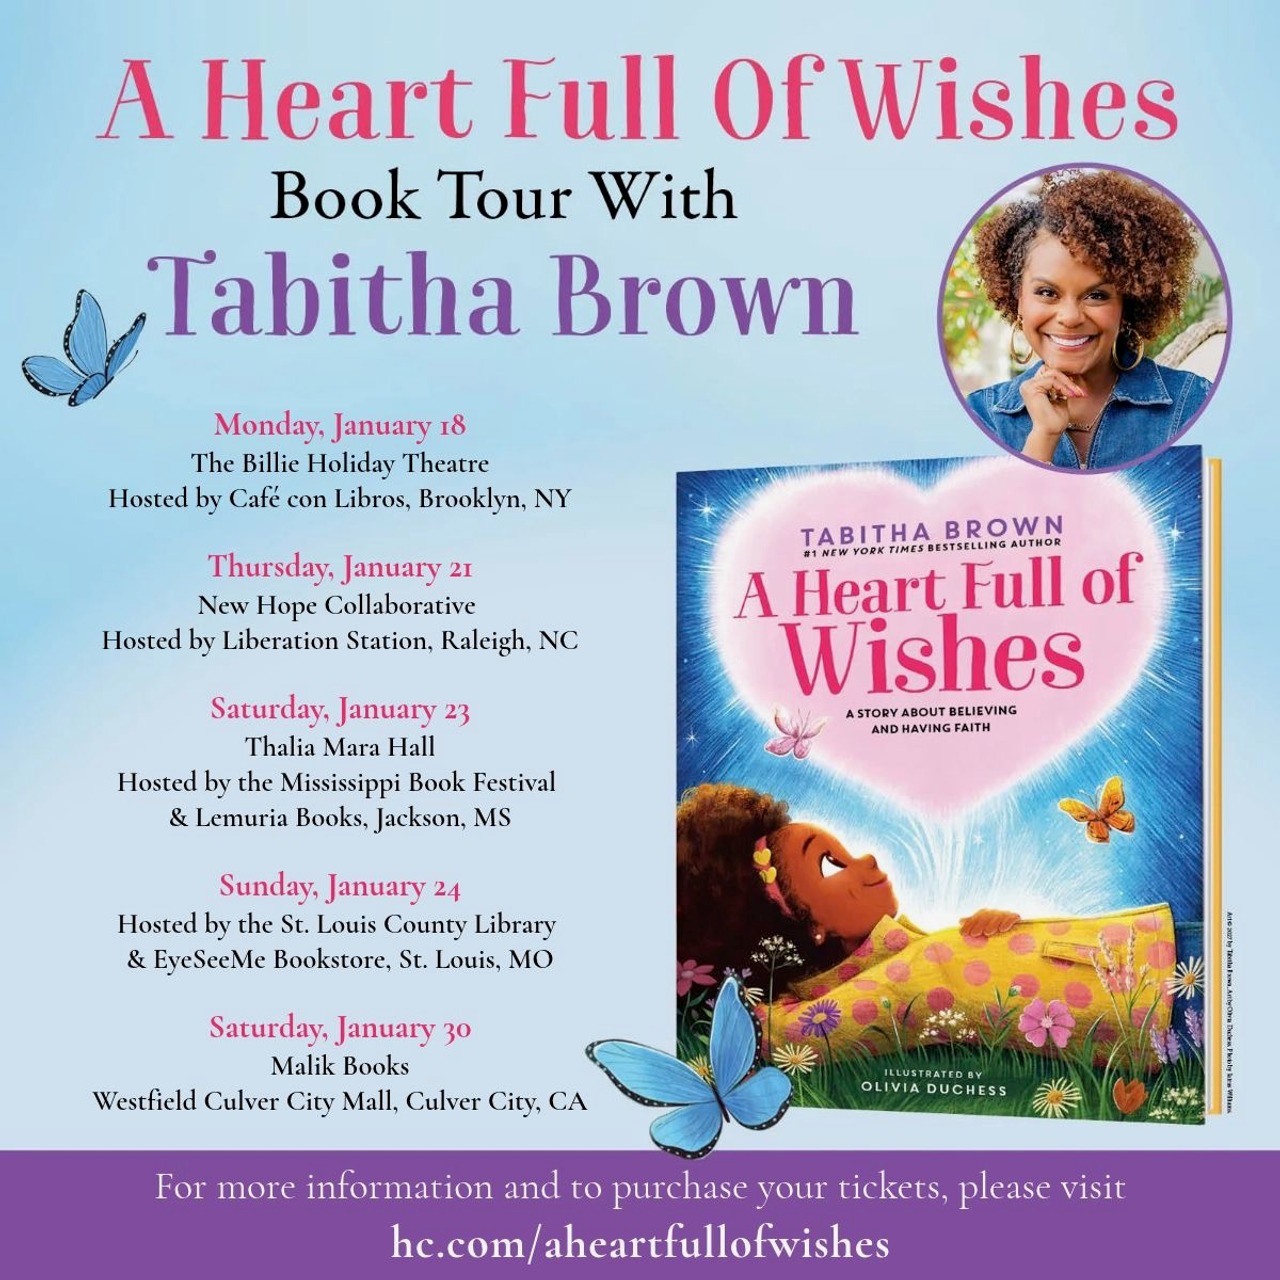 A Heart Full Of Wishes
Book Tour With
Tabitha Brown
Monday, January 18
The Billie Holiday Theatre
Hosted by Café con Libros, Brooklyn, NY
Thursday, January 21
New Hope Collaborative
Hosted by Liberation Station, Raleigh, NC
Saturday, January 23
Thalia Mara Hall
Hosted by the Mississippi Book Festival
& Lemuria Books, Jackson, MS
Sunday, January 24
Hosted by the St. Louis County Library
& EyeSeeMe Bookstore, St. Louis, MO
Saturday, January 30
Malik Books
Westfield Culver City Mall, Culver City, CA
TABITHA BROWN
#1 NEW YORK TIMES BESTSELLING AUTHOR
A Heart Full of
Wishes
A STORY ABOUT BELIEVING
AND HAVING FAITH
ILLUSTRATED BY
OLIVIA DUCHESS
For more information and to purchase your tickets, please visit
hc.com/aheartfullofwishes